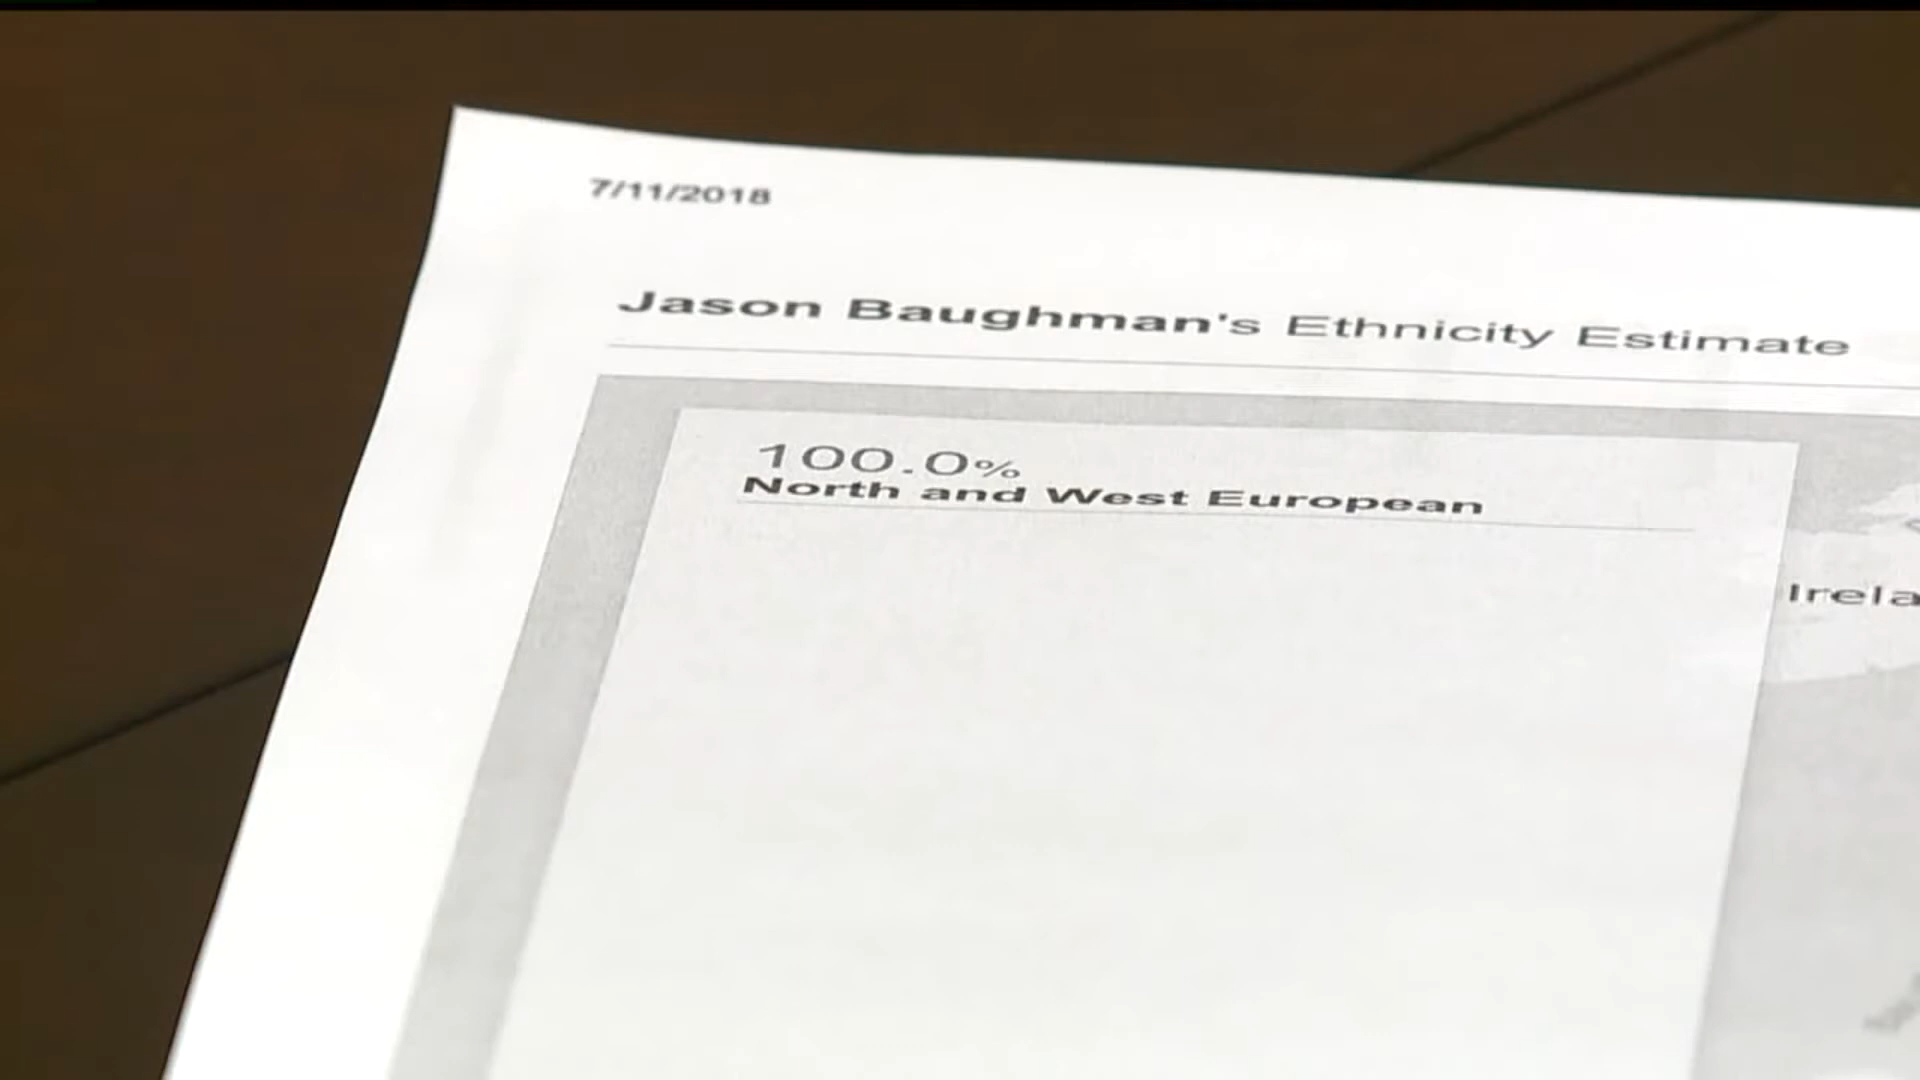 7/11/2018
Jason Baughman's Ethnicity Estimate
100.0%
North and West European